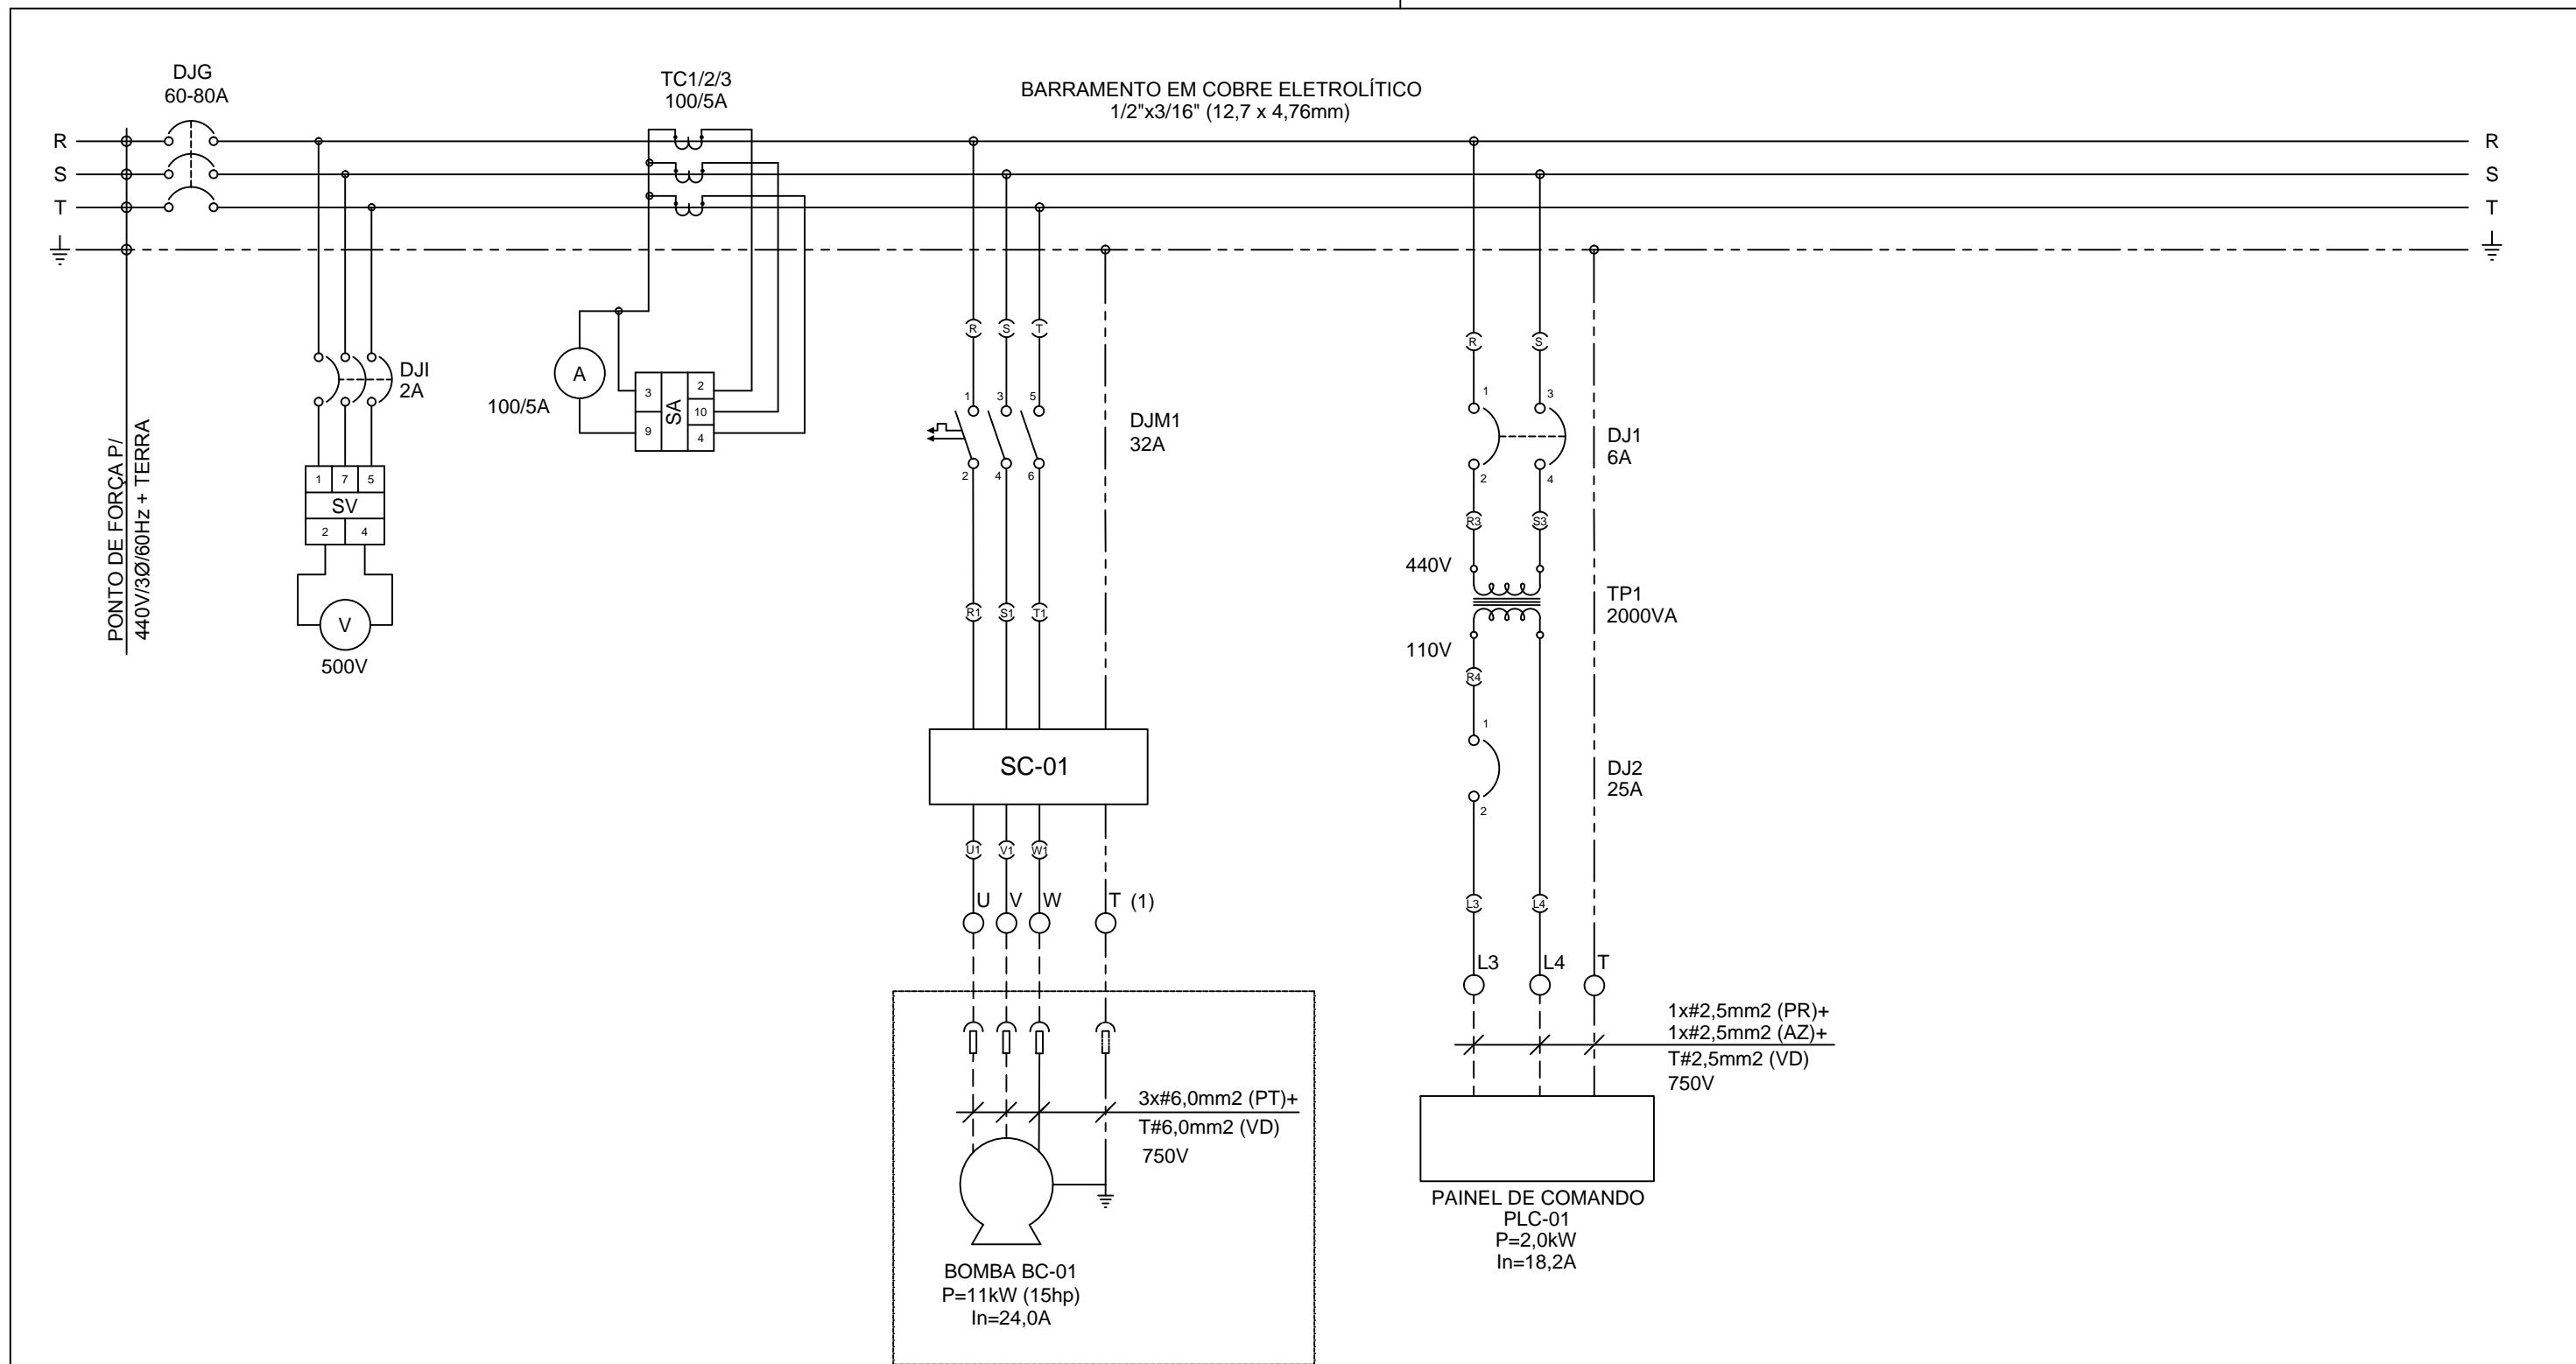 DJG
60-80A
TC1/2/3
100/5A
BARRAMENTO EM COBRE ELETROLÍTICO
1/2"x3/16" (12,7 x 4,76mm)
R
R
S
S
T
T
PONTO DE FORÇA P/
440V/3Ø/60Hz + TERRA
DJI
2A
1 7 5
SV
2 4
V
500V
A
100/5A
3
9
SA
2
10
4
R S T
1 3 5
2 4 6
DJM1
32A
R1 S1 T1
SC-01
U1 V1 W1
U V W T (1)
3x#6,0mm2 (PT)+
T#6,0mm2 (VD)
750V
BOMBA BC-01
P=11kW (15hp)
In=24,0A
R S
1 3
DJ1
6A
2 4
R3 S3
440V
TP1
2000VA
110V
R4
1
DJ2
25A
2
L3 L4
L3 L4 T
1x#2,5mm2 (PR)+
1x#2,5mm2 (AZ)+
T#2,5mm2 (VD)
750V
PAINEL DE COMANDO
PLC-01
P=2,0kW
In=18,2A